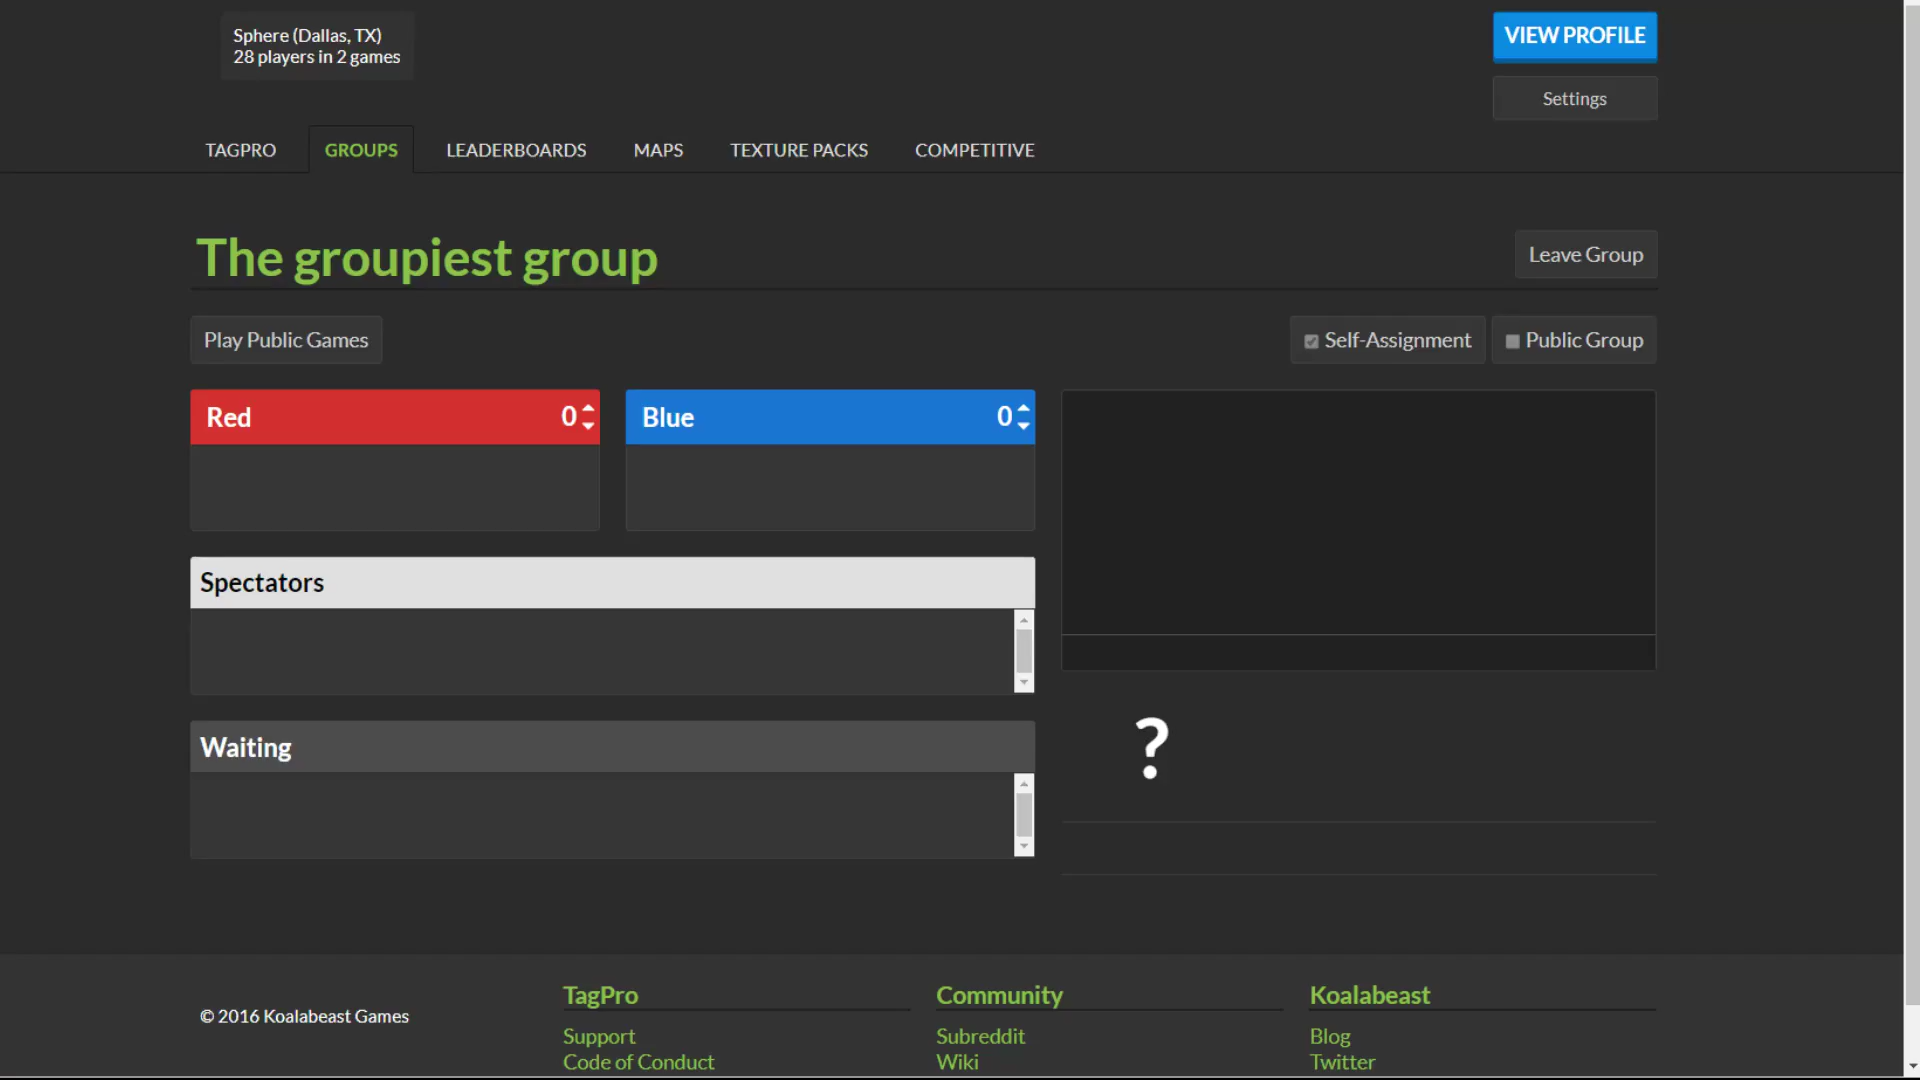 Sphere (Dallas, TX)
28 players in 2 games
VIEW PROFILE
Settings
TAGPRO GROUPS LEADERBOARDS MAPS TEXTURE PACKS COMPETITIVE
The groupiest group
Leave Group
Play Public Games
Self-Assignment
Public Group
Red 0
Blue 0
Spectators
Waiting
?
© 2016 Koalabeast Games
TagPro
Support
Code of Conduct
Community
Subreddit
Wiki
Koalabeast
Blog
Twitter